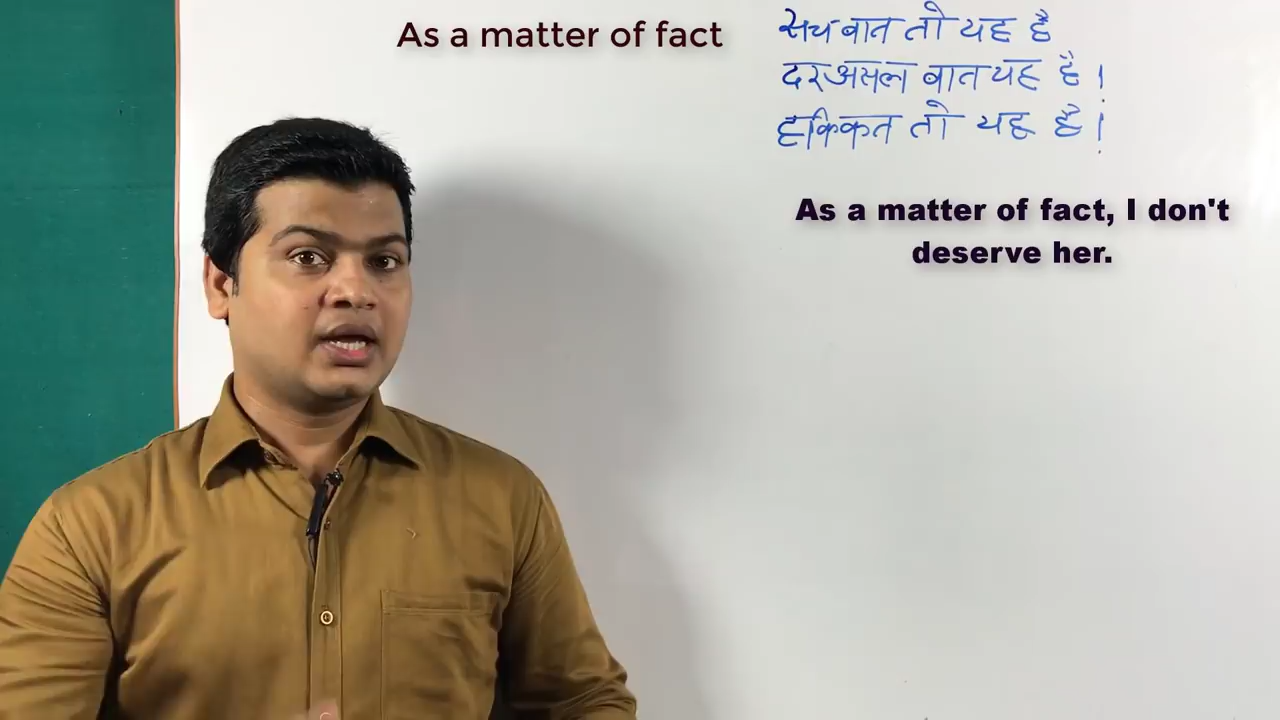 As a matter of fact
सच बात तो यह है
दरअसल बात यह है।
हकिकत तो यह है।
As a matter of fact, I don't
deserve her.